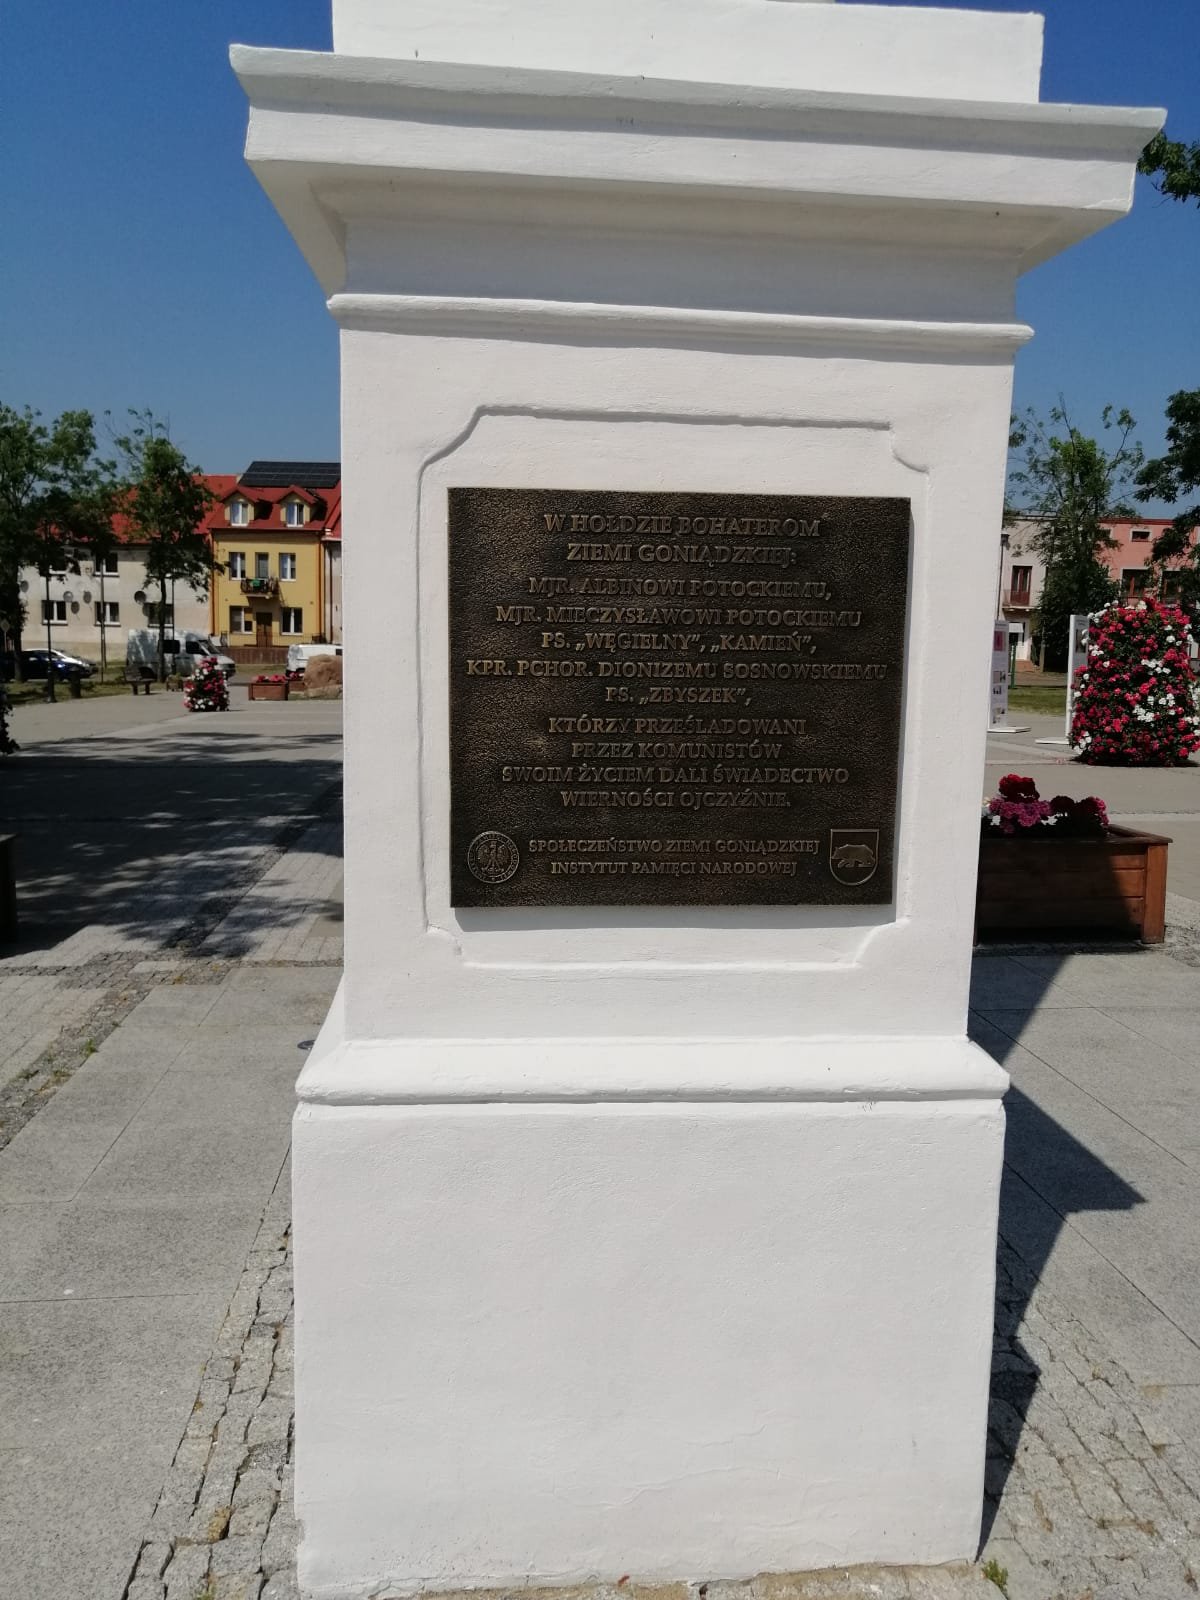 W HOŁDZIE BOHATEROM
ZIEMI GONIĄDZKIEJ:
MJR. ALBINOWI POTOCKIEMU,
MJR. MIECZYSŁAWOWI POTOCKIEMU
PS. „WĘGIELNY”, „KAMIEŃ”,
KPR. PCHOR. DIONIZEMU SOSNOWSKIEMU
PS. „ZBYSZEK”,
KTÓRZY PRZEŚLADOWANI
PRZEZ KOMUNISTÓW
SWOIM ŻYCIEM DALI ŚWIADECTWO
WIERNOŚCI OJCZYŹNIE.
SPOŁECZEŃSTWO ZIEMI GONIĄDZKIEJ
INSTYTUT PAMIĘCI NARODOWEJ